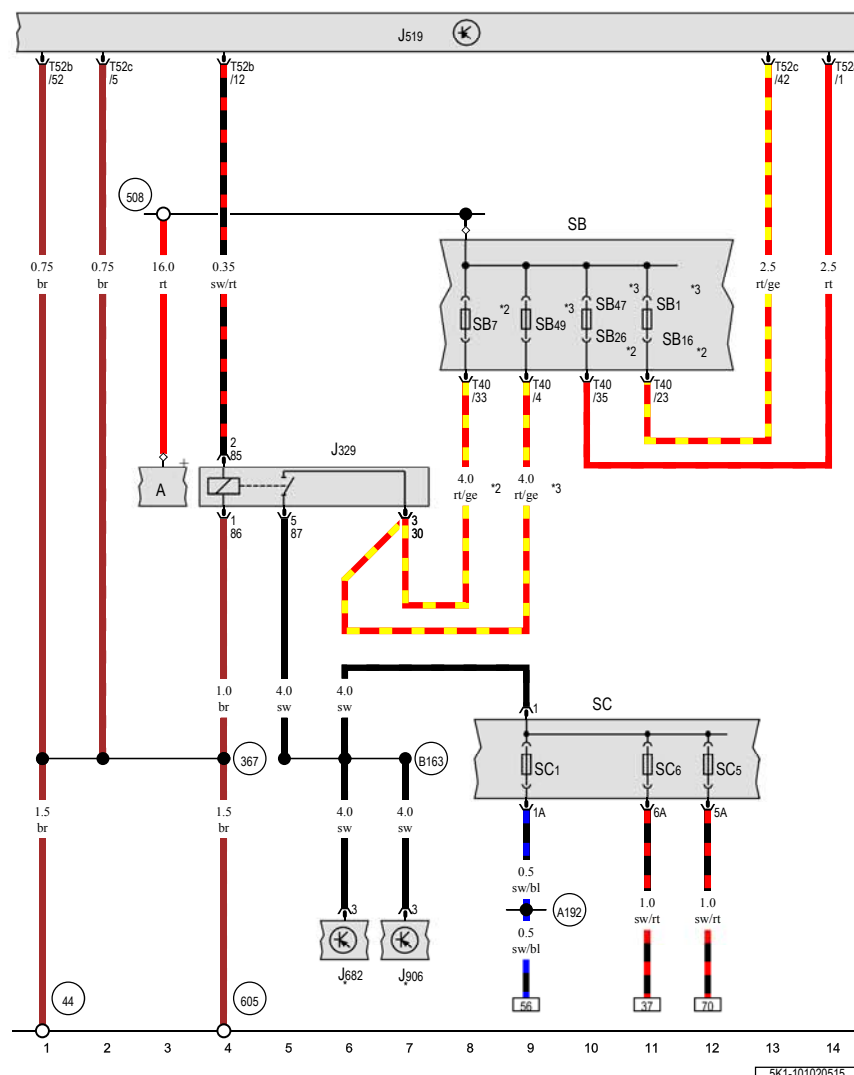 J519
T52b
/52
T52c
/5
T52b
/12
T52c
/42
T52
/1
508
SB
0.75
br
0.75
br
16.0
rt
0.35
sw/rt
2.5
rt/ge
2.5
rt
SB7
*2
SB49
*3
SB47
SB26
*2
*3
SB1
SB16
*2
*3
T40
/33
T40
/4
T40
/35
T40
/23
2
85
J329
A
+
4.0
rt/ge
*2
4.0
rt/ge
*3
1
86
5
87
3
30
1.0
br
4.0
sw
4.0
sw
1
SC
367
B163
SC1
SC6
SC5
1.5
br
1.5
br
4.0
sw
4.0
sw
1A
6A
5A
0.5
sw/bl
1.0
sw/rt
1.0
sw/rt
A192
0.5
sw/bl
3
3
J682
*
J906
*
44
605
56
37
70
1 2 3 4 5 6 7 8 9 10 11 12 13 14
5K1-101020515